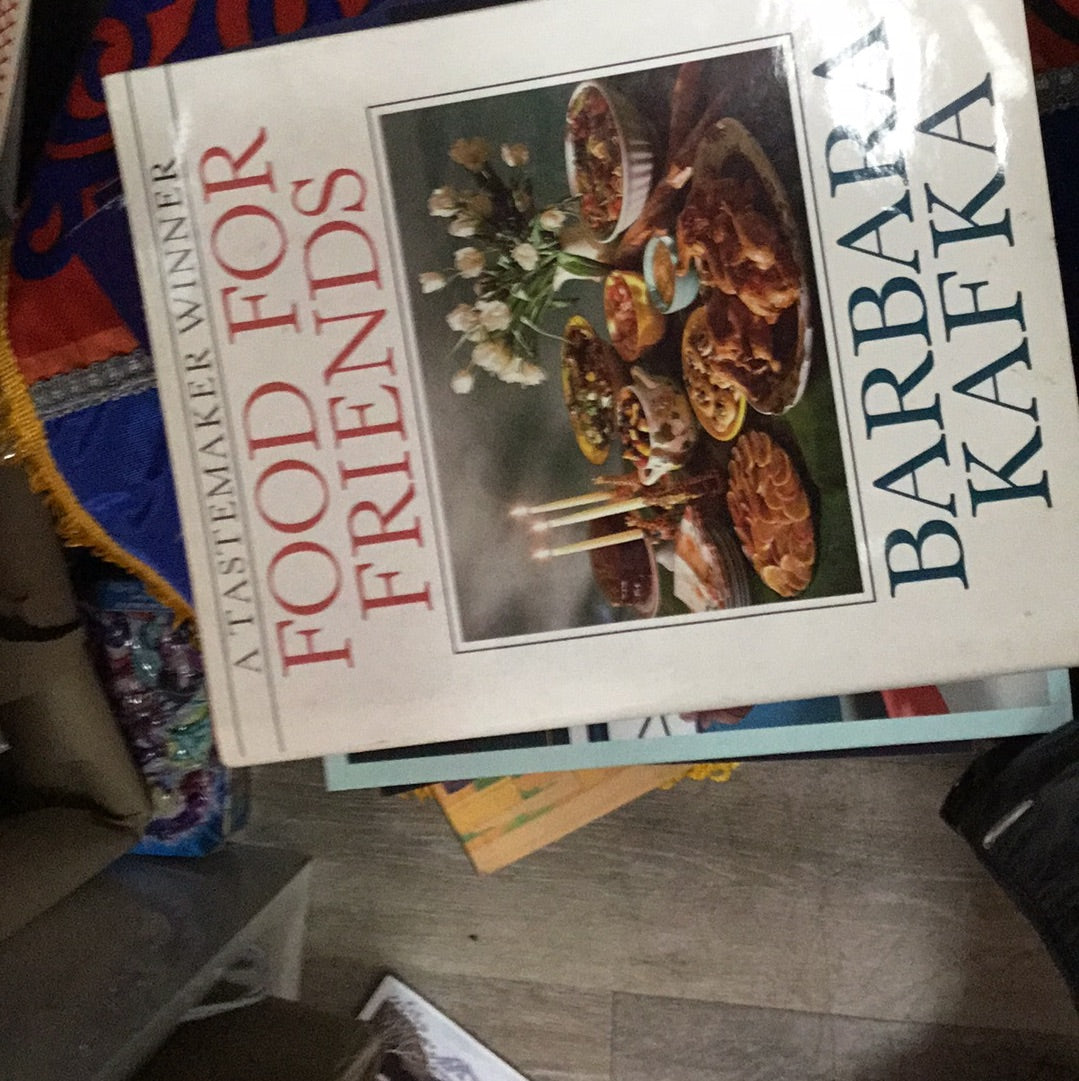 A TASTEMAKER WINNER
FOOD FOR
FRIENDS
BARBARA
KAFKA